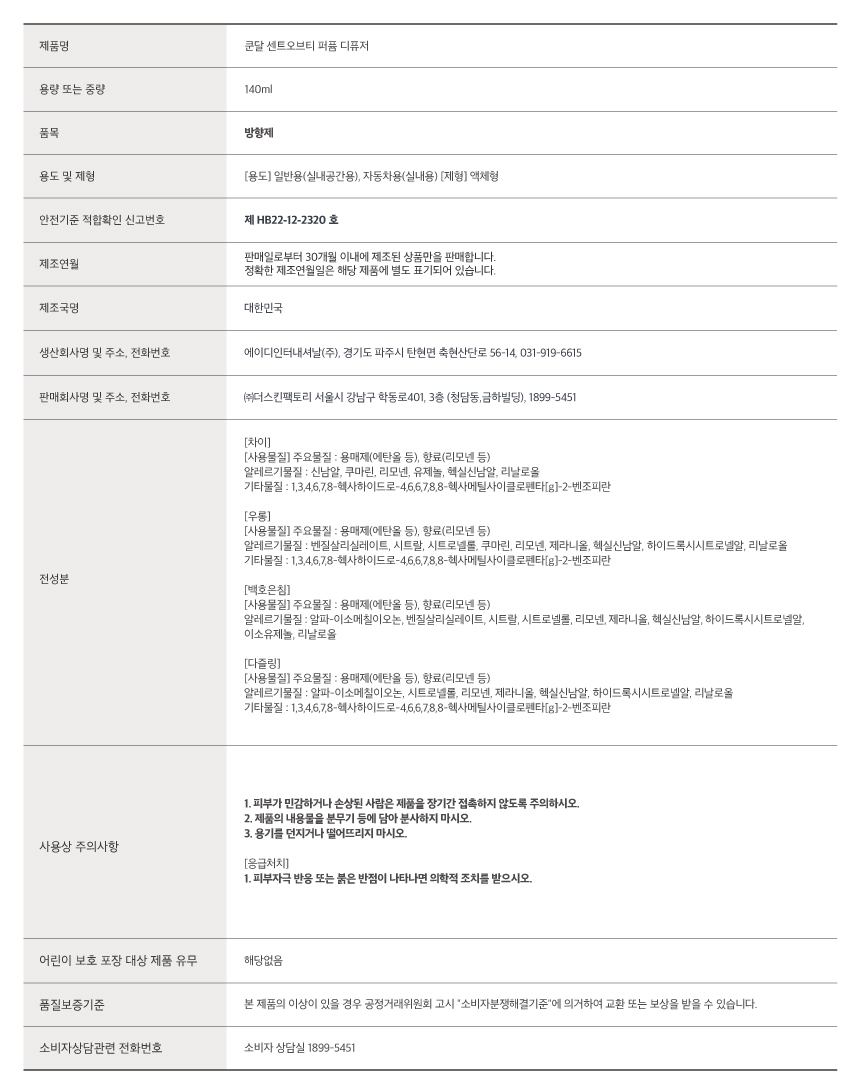 제품명
쿤달 센트오브티 퍼퓸 디퓨저
용량 또는 중량
140ml
품목
방향제
용도 및 제형
[용도] 일반용(실내공간용), 자동차용(실내용) [제형] 액체형
안전기준 적합확인 신고번호
제 HB22-12-2320 호
제조연월
판매일로부터 30개월 이내에 제조된 상품만을 판매합니다.
정확한 제조연월일은 해당 제품에 별도 표기되어 있습니다.
제조국명
대한민국
생산회사명 및 주소, 전화번호
에이디인터내셔날(주), 경기도 파주시 탄현면 축현산단로 56-14, 031-919-6615
판매회사명 및 주소, 전화번호
㈜더스킨팩토리 서울시 강남구 학동로401, 3층 (청담동,금하빌딩), 1899-5451
전성분
[차이]
[사용물질] 주요물질 : 용매제(에탄올 등), 향료(리모넨 등)
알레르기물질 : 신남알, 쿠마린, 리모넨, 유제놀, 헥실신남알, 리날로올
기타물질 : 1,3,4,6,7,8-헥사하이드로-4,6,6,7,8,8-헥사메틸사이클로펜타[g]-2-벤조피란
[우롱]
[사용물질] 주요물질 : 용매제(에탄올 등), 향료(리모넨 등)
알레르기물질 : 벤질살리실레이트, 시트랄, 시트로넬롤, 쿠마린, 리모넨, 제라니올, 헥실신남알, 하이드록시시트로넬알, 리날로올
기타물질 : 1,3,4,6,7,8-헥사하이드로-4,6,6,7,8,8-헥사메틸사이클로펜타[g]-2-벤조피란
[백호은침]
[사용물질] 주요물질 : 용매제(에탄올 등), 향료(리모넨 등)
알레르기물질 : 알파-이소메칠이오논, 벤질살리실레이트, 시트랄, 시트로넬롤, 리모넨, 제라니올, 헥실신남알, 하이드록시시트로넬알,
이소유제놀, 리날로올
[다즐링]
[사용물질] 주요물질 : 용매제(에탄올 등), 향료(리모넨 등)
알레르기물질 : 알파-이소메칠이오논, 시트로넬롤, 리모넨, 제라니올, 헥실신남알, 하이드록시시트로넬알, 리날로올
기타물질 : 1,3,4,6,7,8-헥사하이드로-4,6,6,7,8,8-헥사메틸사이클로펜타[g]-2-벤조피란
사용상 주의사항
1. 피부가 민감하거나 손상된 사람은 제품을 장기간 접촉하지 않도록 주의하시오.
2. 제품의 내용물을 분무기 등에 담아 분사하지 마시오.
3. 용기를 던지거나 떨어뜨리지 마시오.
[응급처치]
1. 피부자극 반응 또는 붉은 반점이 나타나면 의학적 조치를 받으시오.
어린이 보호 포장 대상 제품 유무
해당없음
품질보증기준
본 제품의 이상이 있을 경우 공정거래위원회 고시 "소비자분쟁해결기준"에 의거하여 교환 또는 보상을 받을 수 있습니다.
소비자상담관련 전화번호
소비자 상담실 1899-5451